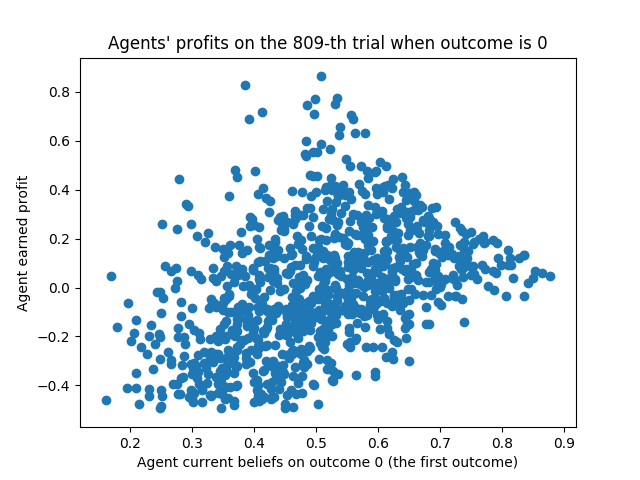 Agents' profits on the 809-th trial when outcome is 0
Agent earned profit
0.8
0.6
0.4
0.2
0.0
−0.2
−0.4
0.2 0.3 0.4 0.5 0.6 0.7 0.8 0.9
Agent current beliefs on outcome 0 (the first outcome)